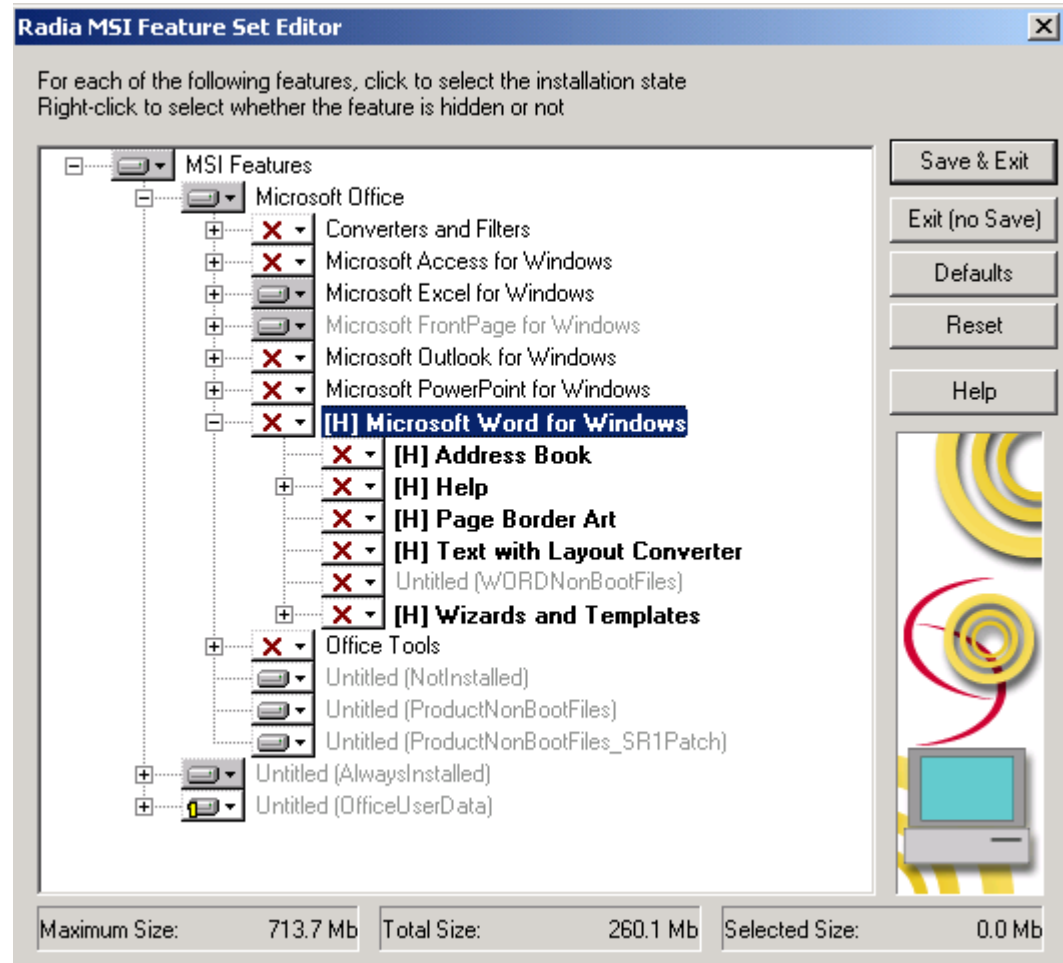 Radia MSI Feature Set Editor
For each of the following features, click to select the installation state
Right-click to select whether the feature is hidden or not
MSI Features
Microsoft Office
Converters and Filters
Microsoft Access for Windows
Microsoft Excel for Windows
Microsoft FrontPage for Windows
Microsoft Outlook for Windows
Microsoft PowerPoint for Windows
[H] Microsoft Word for Windows
[H] Address Book
[H] Help
[H] Page Border Art
[H] Text with Layout Converter
Untitled (WORDNonBootFiles)
[H] Wizards and Templates
Office Tools
Untitled (NotInstalled)
Untitled (ProductNonBootFiles)
Untitled (ProductNonBootFiles_SR1Patch)
Untitled (AlwaysInstalled)
Untitled (OfficeUserData)
Save & Exit
Exit (no Save)
Defaults
Reset
Help
Maximum Size: 713.7 Mb Total Size: 260.1 Mb Selected Size: 0.0 Mb